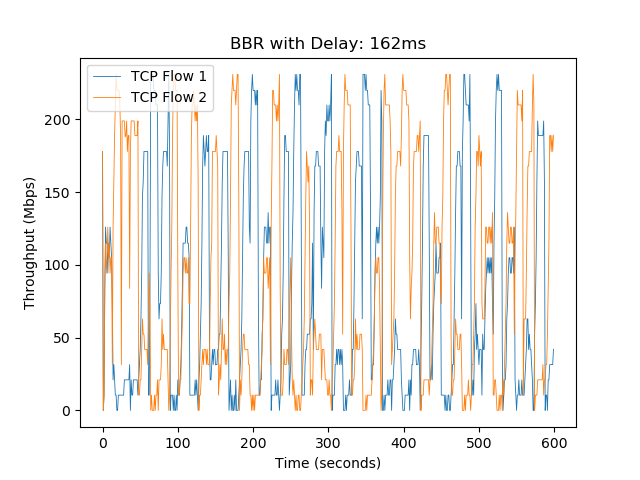 BBR with Delay: 162ms
TCP Flow 1
TCP Flow 2
Throughput (Mbps)
200
150
100
50
0
0 100 200 300 400 500 600
Time (seconds)